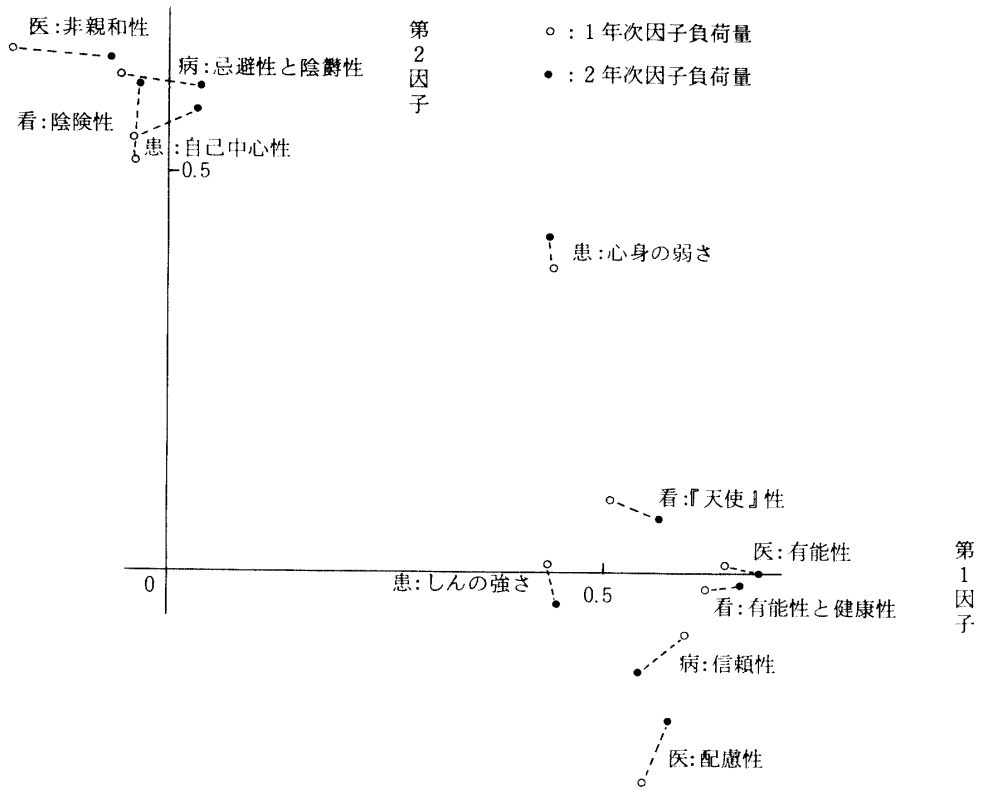 医:非親和性
第2因子
○:1年次因子負荷量
●:2年次因子負荷量
病:忌避性と陰欝性
看:陰険性
患:自己中心性
0.5
患:心身の弱さ
看:『天使』性
医:有能性
第1因子
0
患:しんの強さ
0.5
看:有能性と健康性
病:信頼性
医:配慮性